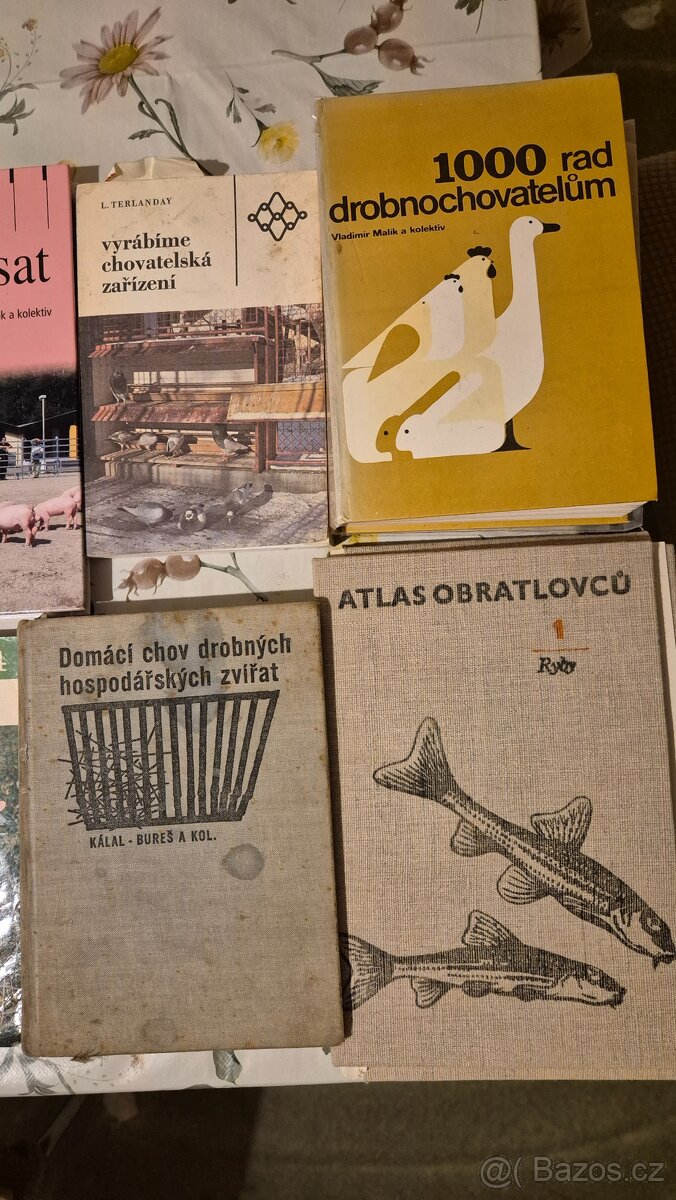 sat
k a kolektiv
L. TERLANDAY
vyrábíme
chovatelská
zařízení
1000 rad
drobnochovatelům
Vladimír Malík a kolektiv
Domácí chov drobných
hospodářských zvířat
KÁLAL - BUREŠ A KOL.
ATLAS OBRATLOVCŮ
1
Ryby
@( Bazos.cz